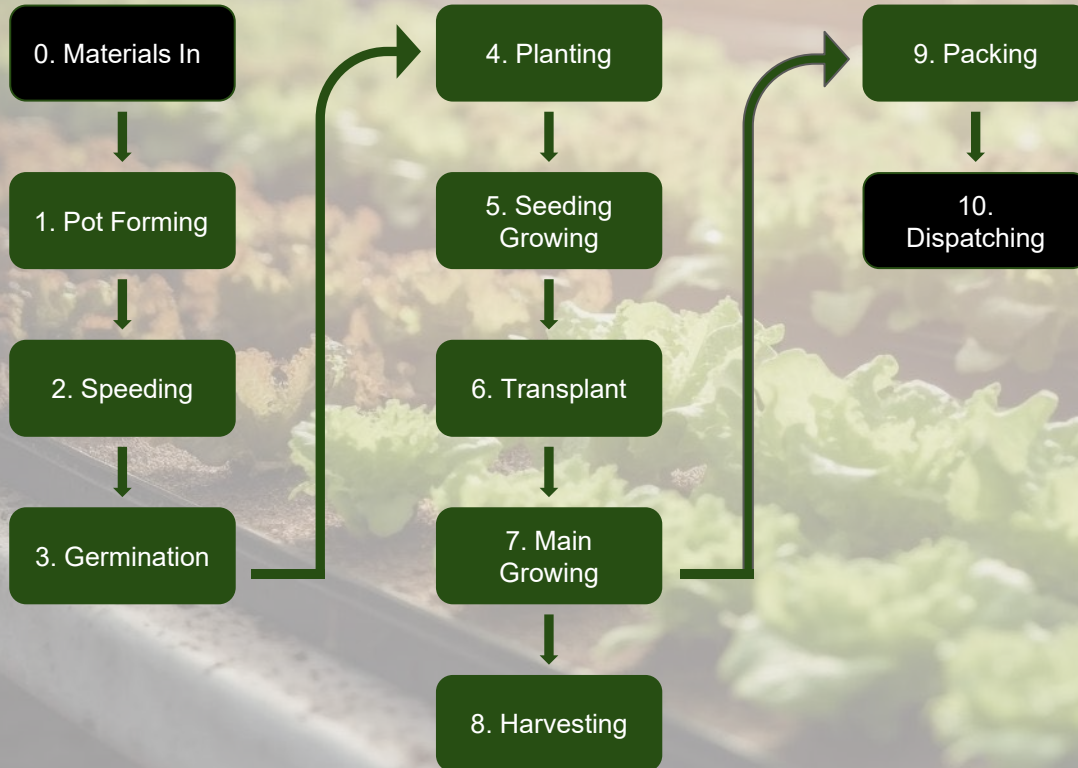 0. Materials In
1. Pot Forming
2. Speeding
3. Germination
4. Planting
5. Seeding
Growing
6. Transplant
7. Main
Growing
8. Harvesting
9. Packing
10.
Dispatching